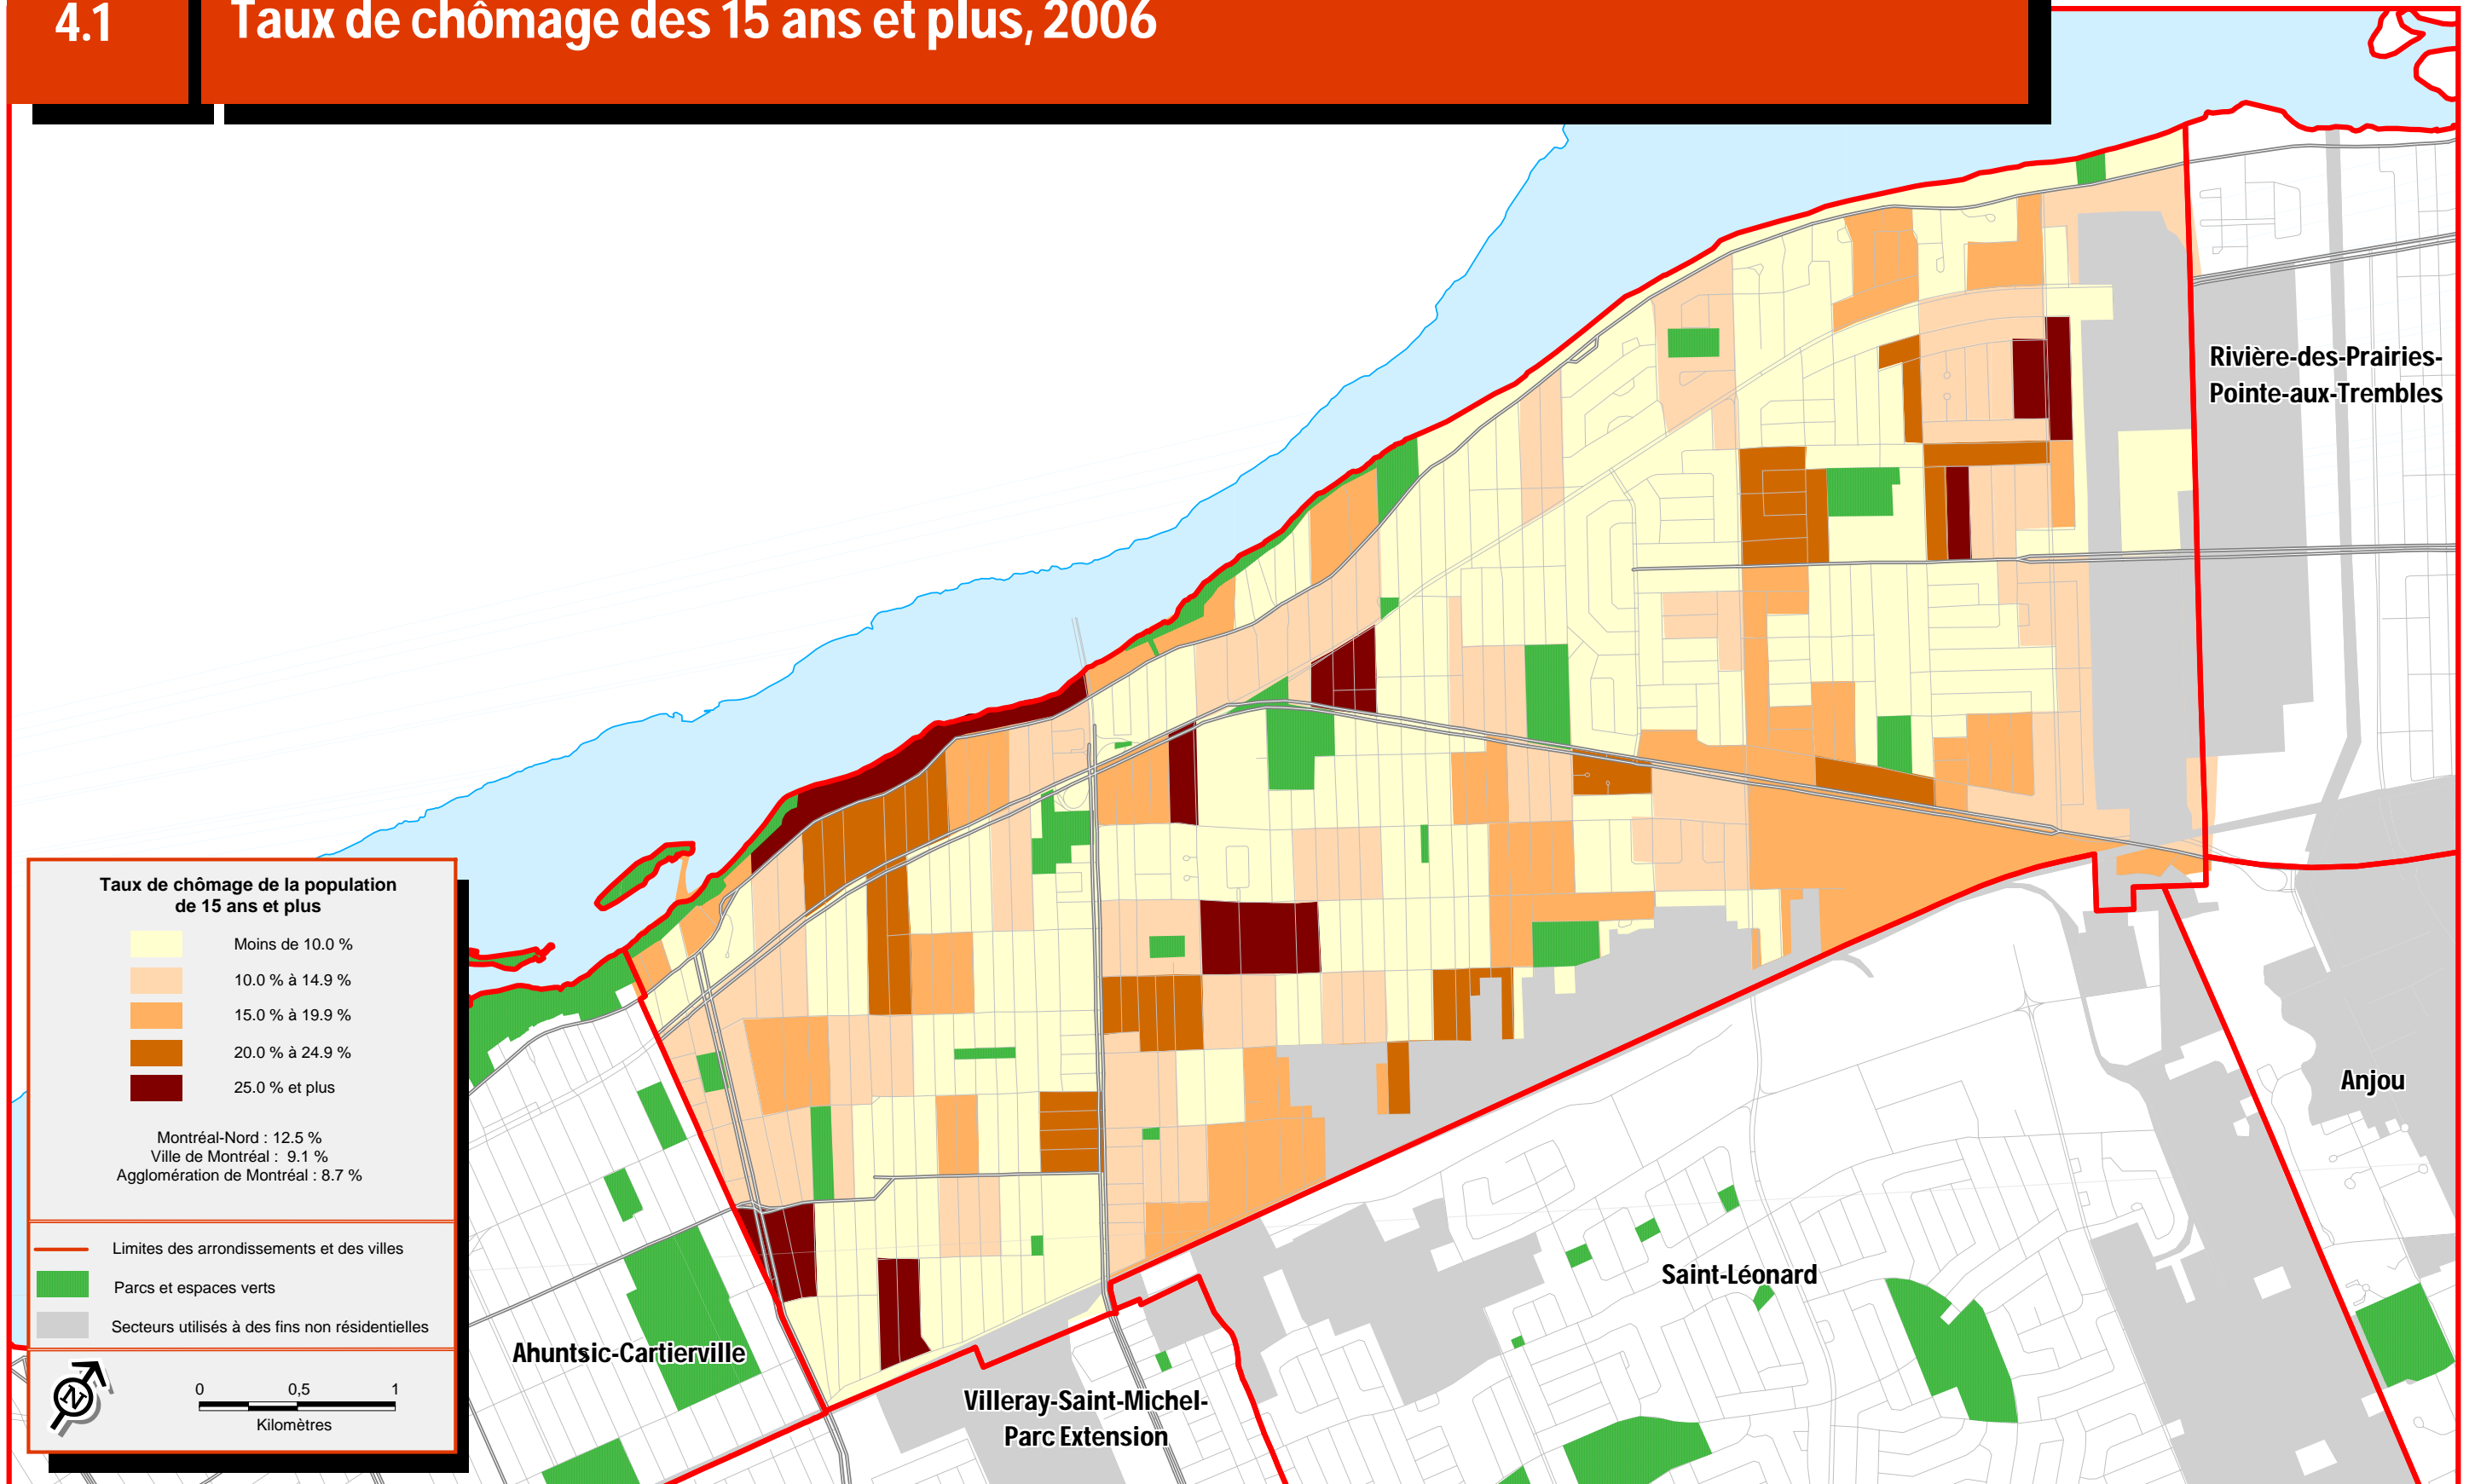 4.1
Taux de chômage des 15 ans et plus, 2006
Rivière-des-Prairies-
Pointe-aux-Trembles
Taux de chômage de la population
de 15 ans et plus
Moins de 10.0 %
10.0 % à 14.9 %
15.0 % à 19.9 %
20.0 % à 24.9 %
25.0 % et plus
Montréal-Nord : 12.5 %
Ville de Montréal : 9.1 %
Agglomération de Montréal : 8.7 %
Limites des arrondissements et des villes
Parcs et espaces verts
Secteurs utilisés à des fins non résidentielles
N
0 0,5 1
Kilomètres
Anjou
Saint-Léonard
Ahuntsic-Cartierville
Villeray-Saint-Michel-
Parc Extension